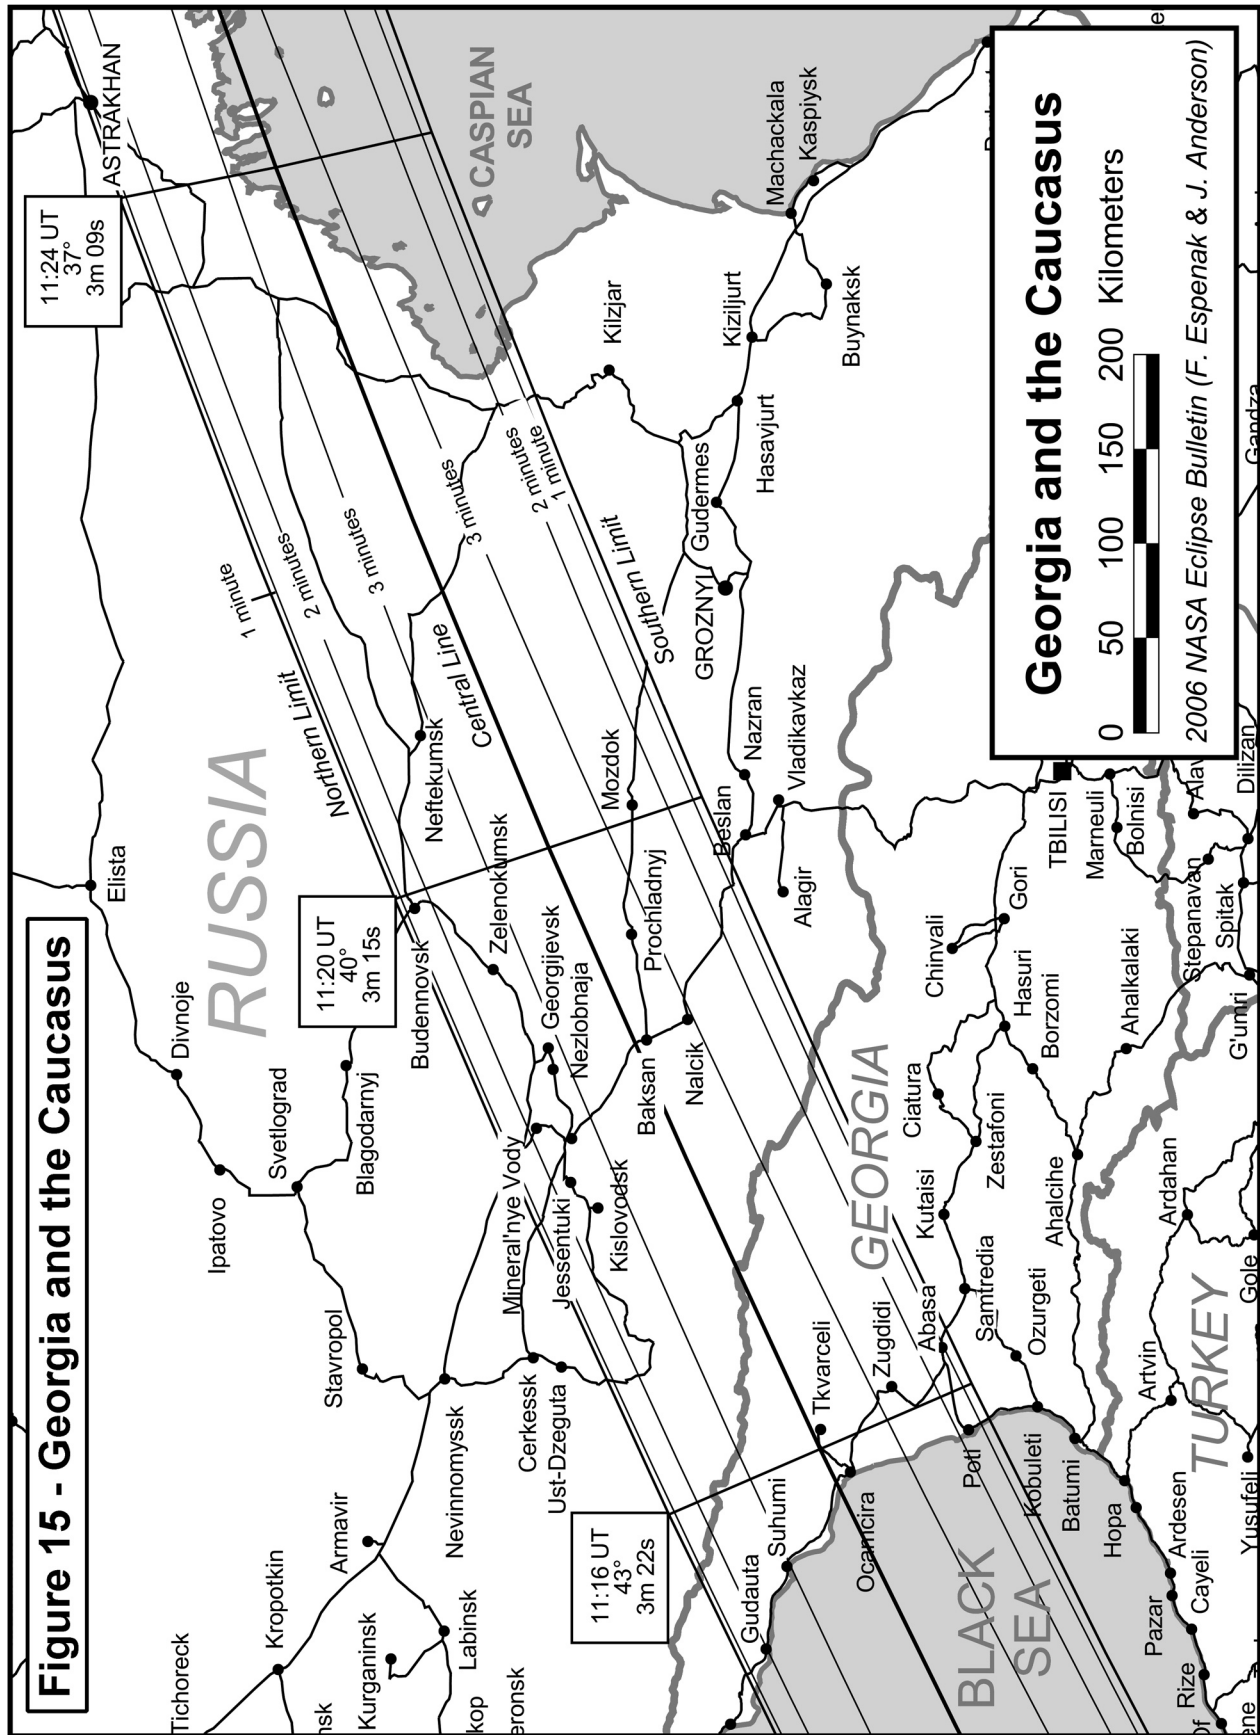 Figure 15 - Georgia and the Caucasus
Tichoreck
Kropotkin
Armavir
Kurganinsk
Labinsk
Nevinnomyssk
Stavropol
Ipatovo
Svetlograd
Divnoje
Blagodarnyj
Elista
RUSSIA
ASTRAKHAN
11:24 UT
37°
3m 09s
11:20 UT
40°
3m 15s
11:16 UT
43°
3m 22s
Northern Limit
1 minute
2 minutes
3 minutes
Central Line
3 minutes
2 minutes
1 minute
Southern Limit
Budennovsk
Neftekumsk
Zelenokumsk
Georgijevsk
Nezlobnaja
Mineral'nye Vody
Jessentuki
Kislovodsk
Cerkessk
Ust-Dzeguta
Baksan
Nalcik
Prochladnyj
Mozdok
Beslan
Nazran
Vladikavkaz
Alagir
GROZNYI
Gudermes
Hasavjurt
Kilzjar
Kiziljurt
Buynaksk
Machackala
Kaspiysk
CASPIAN
SEA
Gudauta
Suhumi
Ocamcira
Tkvarceli
Zugdidi
Abasa
Poti
GEORGIA
Kutaisi
Samtredia
Ozurgeti
Kobuleti
Batumi
Ciatura
Zestafoni
Chinvali
Gori
Hasuri
Borzomi
Ahalcihe
Ahalkalaki
TBILISI
Marneuli
Bolnisi
Stepanavan
Spitak
G'umri
Dilizan
Gandza
BLACK
SEA
Hopa
Ardesen
Pazar
Cayeli
Rize
Artvin
Ardahan
Gole
Yusufeli
TURKEY
Georgia and the Caucasus
0 50 100 150 200 Kilometers
2006 NASA Eclipse Bulletin (F. Espenak & J. Anderson)